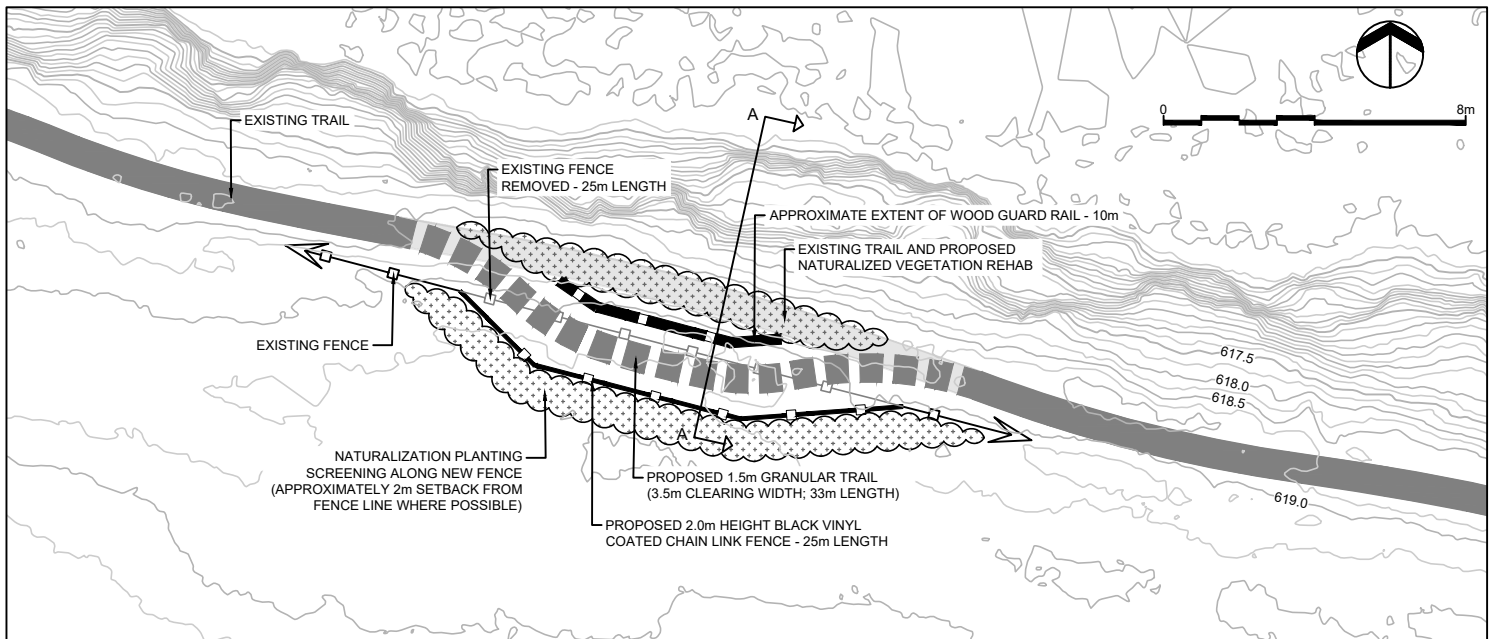 EXISTING TRAIL
A
0
8m
EXISTING FENCE
REMOVED - 25m LENGTH
APPROXIMATE EXTENT OF WOOD GUARD RAIL - 10m
EXISTING TRAIL AND PROPOSED
NATURALIZED VEGETATION REHAB
EXISTING FENCE
617.5
618.0
618.5
A
NATURALIZATION PLANTING
SCREENING ALONG NEW FENCE
(APPROXIMATELY 2m SETBACK FROM
FENCE LINE WHERE POSSIBLE)
PROPOSED 1.5m GRANULAR TRAIL
(3.5m CLEARING WIDTH; 33m LENGTH)
PROPOSED 2.0m HEIGHT BLACK VINYL
COATED CHAIN LINK FENCE - 25m LENGTH
619.0